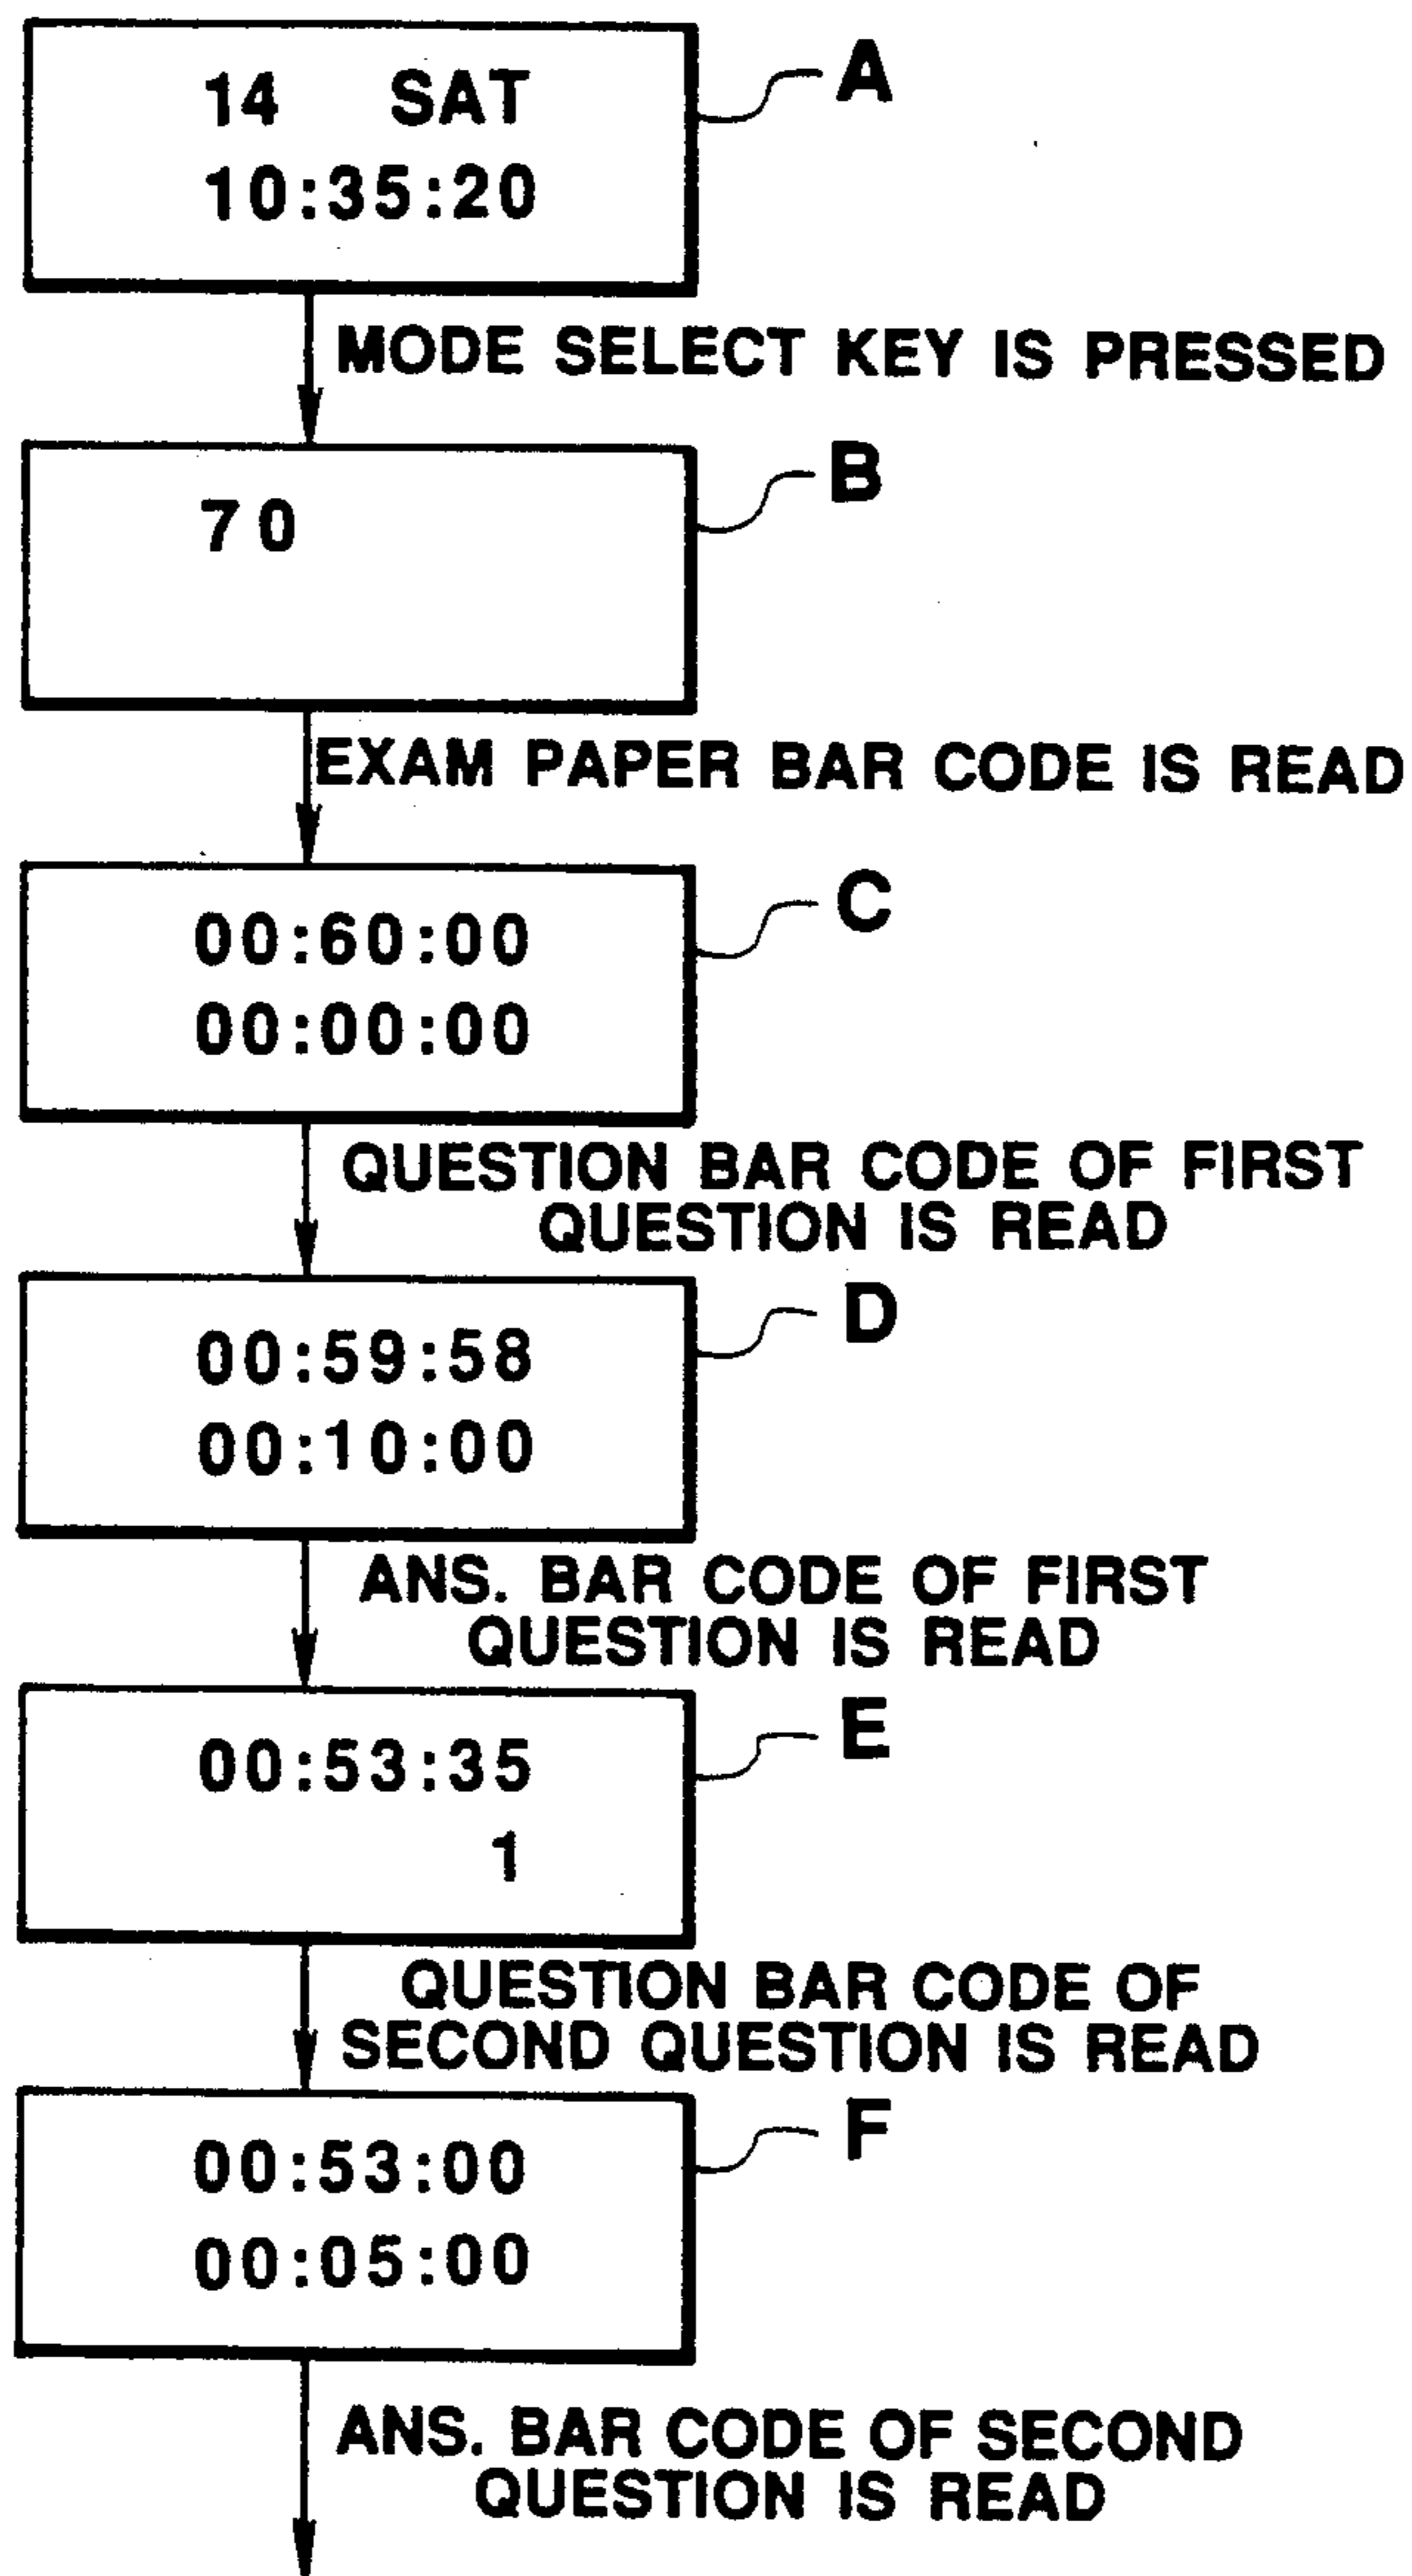 14 SAT
A
10:35:20
MODE SELECT KEY IS PRESSED
B
70
EXAM PAPER BAR CODE IS READ
C
00:60:00
00:00:00
QUESTION BAR CODE OF FIRST
QUESTION IS READ
D
00:59:58
00:10:00
ANS. BAR CODE OF FIRST
QUESTION IS READ
E
00:53:35
1
QUESTION BAR CODE OF
SECOND QUESTION IS READ
F
00:53:00
00:05:00
ANS. BAR CODE OF SECOND
QUESTION IS READ